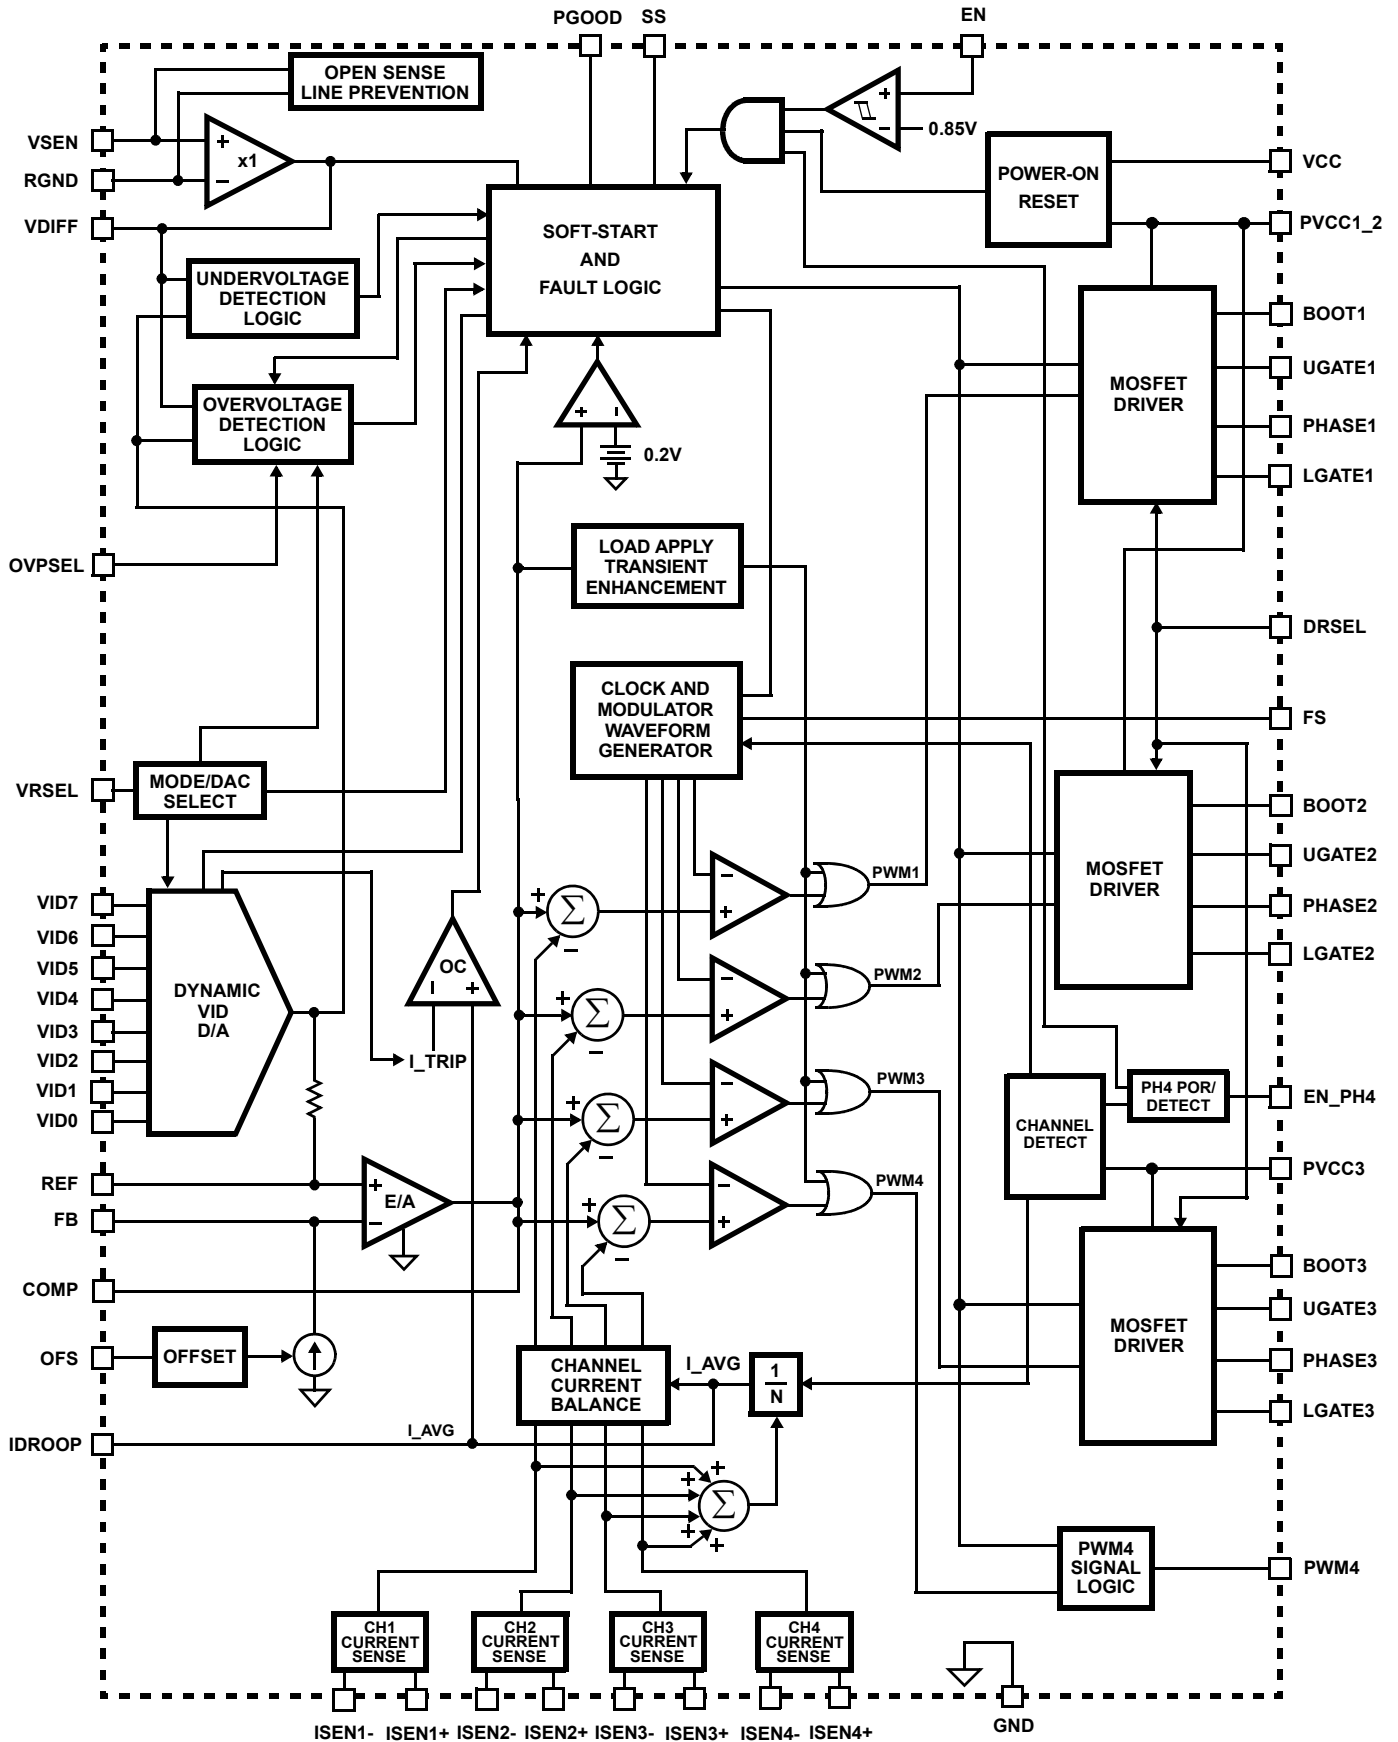 PGOOD SS EN
OPEN SENSE
LINE PREVENTION
+
−
0.85V
VSEN
+
x1
−
RGND
VDIFF
POWER-ON
RESET
VCC
PVCC1_2
SOFT-START
AND
FAULT LOGIC
UNDERVOLTAGE
DETECTION
LOGIC
OVERVOLTAGE
DETECTION
LOGIC
+ −
0.2V
MOSFET
DRIVER
BOOT1
UGATE1
PHASE1
LGATE1
OVPSEL
LOAD APPLY
TRANSIENT
ENHANCEMENT
DRSEL
CLOCK AND
MODULATOR
WAVEFORM
GENERATOR
FS
VRSEL
MODE/DAC
SELECT
MOSFET
DRIVER
BOOT2
UGATE2
PHASE2
LGATE2
VID7
VID6
VID5
VID4
VID3
VID2
VID1
VID0
DYNAMIC
VID
D/A
OC
− +
I_TRIP
+
Σ
−
−
+
PWM1
+
Σ
−
−
+
PWM2
+
Σ
−
−
+
PWM3
+
Σ
−
−
+
PWM4
CHANNEL
DETECT
PH4 POR/
DETECT
EN_PH4
PVCC3
REF
FB
+
E/A
−
COMP
OFS
OFFSET
MOSFET
DRIVER
BOOT3
UGATE3
PHASE3
LGATE3
CHANNEL
CURRENT
BALANCE
I_AVG
1
N
IDROOP
I_AVG
+
+
Σ
+
+
PWM4
SIGNAL
LOGIC
PWM4
CH1
CURRENT
SENSE
CH2
CURRENT
SENSE
CH3
CURRENT
SENSE
CH4
CURRENT
SENSE
ISEN1- ISEN1+ ISEN2- ISEN2+ ISEN3- ISEN3+ ISEN4- ISEN4+
GND